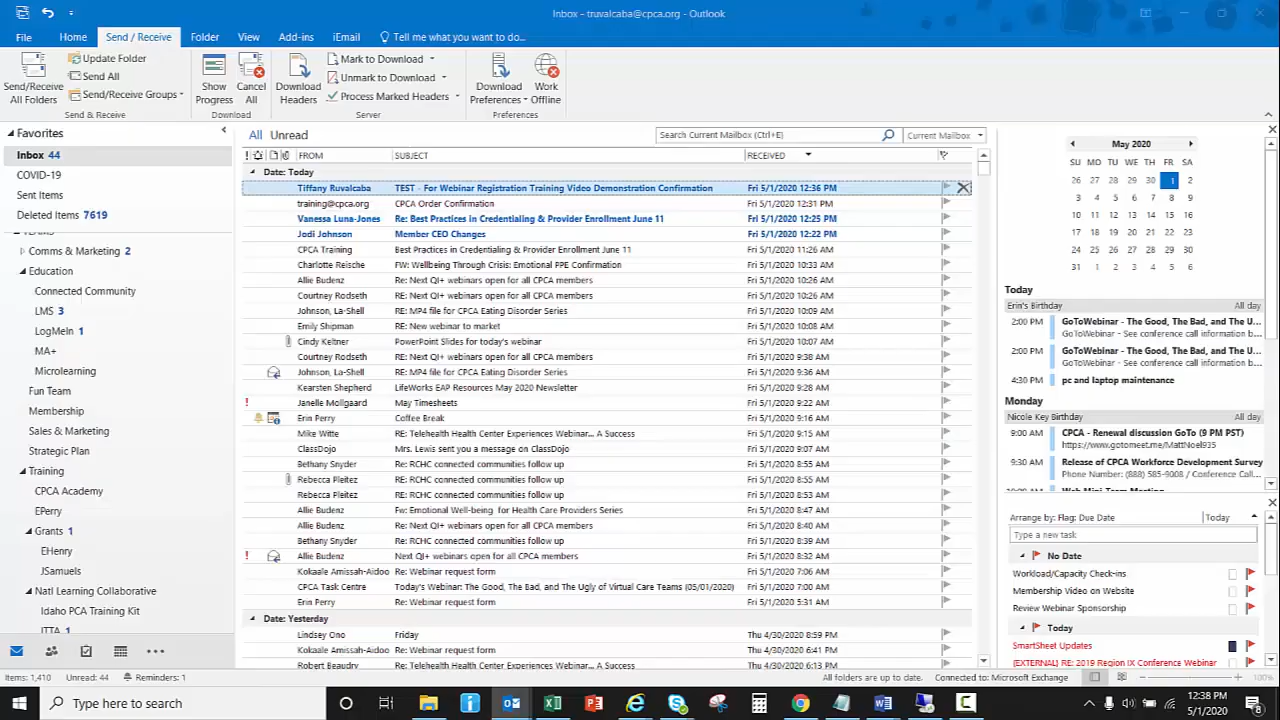 Inbox - truvalcaba@cpca.org - Outlook
File Home Send / Receive Folder View Add-ins iEmail Tell me what you want to do...
Send/Receive All Folders
Update Folder
Send All
Send/Receive Groups
Send & Receive
Show Progress
Cancel All
Download
Download Headers
Mark to Download
Unmark to Download
Process Marked Headers
Server
Download Preferences
Work Offline
Preferences
Favorites
Inbox 44
COVID-19
Sent Items
Deleted Items 7619
Comms & Marketing 2
Education
Connected Community
LMS 3
LogMeIn 1
MA+
Microlearning
Fun Team
Membership
Sales & Marketing
Strategic Plan
Training
CPCA Academy
EPerry
Grants 1
EHenry
JSamuels
Natl Learning Collaborative
Idaho PCA Training Kit
ITTA 1
All Unread
Search Current Mailbox (Ctrl+E) Current Mailbox
! FROM SUBJECT RECEIVED
Date: Today
Tiffany Ruvalcaba TEST - For Webinar Registration Training Video Demonstration Confirmation Fri 5/1/2020 12:36 PM
training@cpca.org CPCA Order Confirmation Fri 5/1/2020 12:31 PM
Vanessa Luna-Jones Re: Best Practices in Credentialing & Provider Enrollment June 11 Fri 5/1/2020 12:25 PM
Jodi Johnson Member CEO Changes Fri 5/1/2020 12:22 PM
CPCA Training Best Practices in Credentialing & Provider Enrollment June 11 Fri 5/1/2020 11:26 AM
Charlotte Reische FW: Wellbeing Through Crisis: Emotional PPE Confirmation Fri 5/1/2020 10:33 AM
Allie Budenz RE: Next QI+ webinars open for all CPCA members Fri 5/1/2020 10:26 AM
Courtney Rodseth RE: Next QI+ webinars open for all CPCA members Fri 5/1/2020 10:26 AM
Johnson, La-Shell RE: MP4 file for CPCA Eating Disorder Series Fri 5/1/2020 10:09 AM
Emily Shipman RE: New webinar to market Fri 5/1/2020 10:08 AM
Cindy Keltner PowerPoint Slides for today's webinar Fri 5/1/2020 10:07 AM
Courtney Rodseth RE: Next QI+ webinars open for all CPCA members Fri 5/1/2020 9:38 AM
Johnson, La-Shell RE: MP4 file for CPCA Eating Disorder Series Fri 5/1/2020 9:36 AM
Kearsten Shepherd LifeWorks EAP Resources May 2020 Newsletter Fri 5/1/2020 9:28 AM
! Janelle Mollgaard May Timesheets Fri 5/1/2020 9:22 AM
Erin Perry Coffee Break Fri 5/1/2020 9:16 AM
Mike Witte RE: Telehealth Health Center Experiences Webinar... A Success Fri 5/1/2020 9:15 AM
ClassDojo Mrs. Lewis sent you a message on ClassDojo Fri 5/1/2020 9:07 AM
Bethany Snyder Re: RCHC connected communities follow up Fri 5/1/2020 8:55 AM
Rebecca Pleitez Re: RCHC connected communities follow up Fri 5/1/2020 8:55 AM
Rebecca Pleitez RE: RCHC connected communities follow up Fri 5/1/2020 8:53 AM
Allie Budenz Fw: Emotional Well-being for Health Care Providers Series Fri 5/1/2020 8:47 AM
Allie Budenz Re: Next QI+ webinars open for all CPCA members Fri 5/1/2020 8:40 AM
Bethany Snyder Re: RCHC connected communities follow up Fri 5/1/2020 8:39 AM
! Allie Budenz Next QI+ webinars open for all CPCA members Fri 5/1/2020 8:32 AM
Kokaale Amissah-Aidoo Re: Webinar request form Fri 5/1/2020 7:06 AM
CPCA Task Centre Today's Webinar: The Good, The Bad, and The Ugly of Virtual Care Teams (05/01/2020) Fri 5/1/2020 7:00 AM
Erin Perry Re: Webinar request form Fri 5/1/2020 5:31 AM
Date: Yesterday
Lindsey Ono Friday Thu 4/30/2020 8:59 PM
Kokaale Amissah-Aidoo Re: Webinar request form Thu 4/30/2020 6:41 PM
Robert Beaudry RE: Telehealth Health Center Experiences Webinar... A Success Thu 4/30/2020 6:13 PM
May 2020
SU MO TU WE TH FR SA
26 27 28 29 30 1 2
3 4 5 6 7 8 9
10 11 12 13 14 15 16
17 18 19 20 21 22 23
24 25 26 27 28 29 30
31 1 2 3 4 5 6
Today
Erin's Birthday All day
2:00 PM GoToWebinar - The Good, The Bad, and The U...
GoToWebinar - See conference call information b...
2:00 PM GoToWebinar - The Good, The Bad, and The U...
GoToWebinar - See conference call information b...
4:30 PM pc and laptop maintenance
Monday
Nicole Key Birthday All day
9:00 AM CPCA - Renewal discussion GoTo (9 PM PST)
https://www.gotomeet.me/MattNoel935
9:30 AM Release of CPCA Workforce Development Survey
Phone Number: (888) 585-9008 / Conference Call...
Web Mini-Team Meeting
Arrange by: Flag: Due Date Today
Type a new task
No Date
Workload/Capacity Check-ins
Membership Video on Website
Review Webinar Sponsorship
Today
SmartSheet Updates
(EXTERNAL) RE: 2019 Region IX Conference Webinar
Items: 1,410 Unread: 44 Reminders: 1 All folders are up to date. Connected to: Microsoft Exchange 100%
Type here to search
12:38 PM
5/1/2020